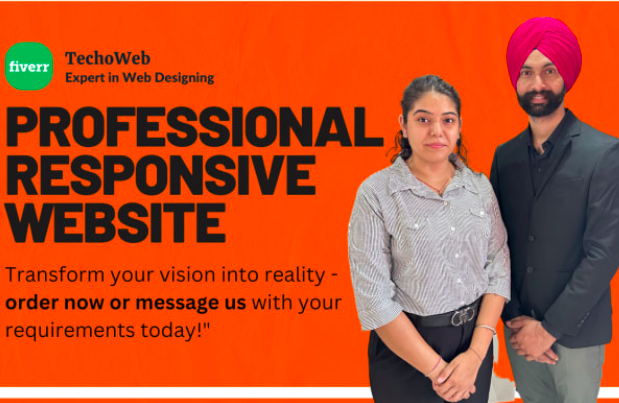 fiverr
TechoWeb
Expert in Web Designing
PROFESSIONAL
RESPONSIVE
WEBSITE
Transform your vision into reality -
order now or message us with your
requirements today!"